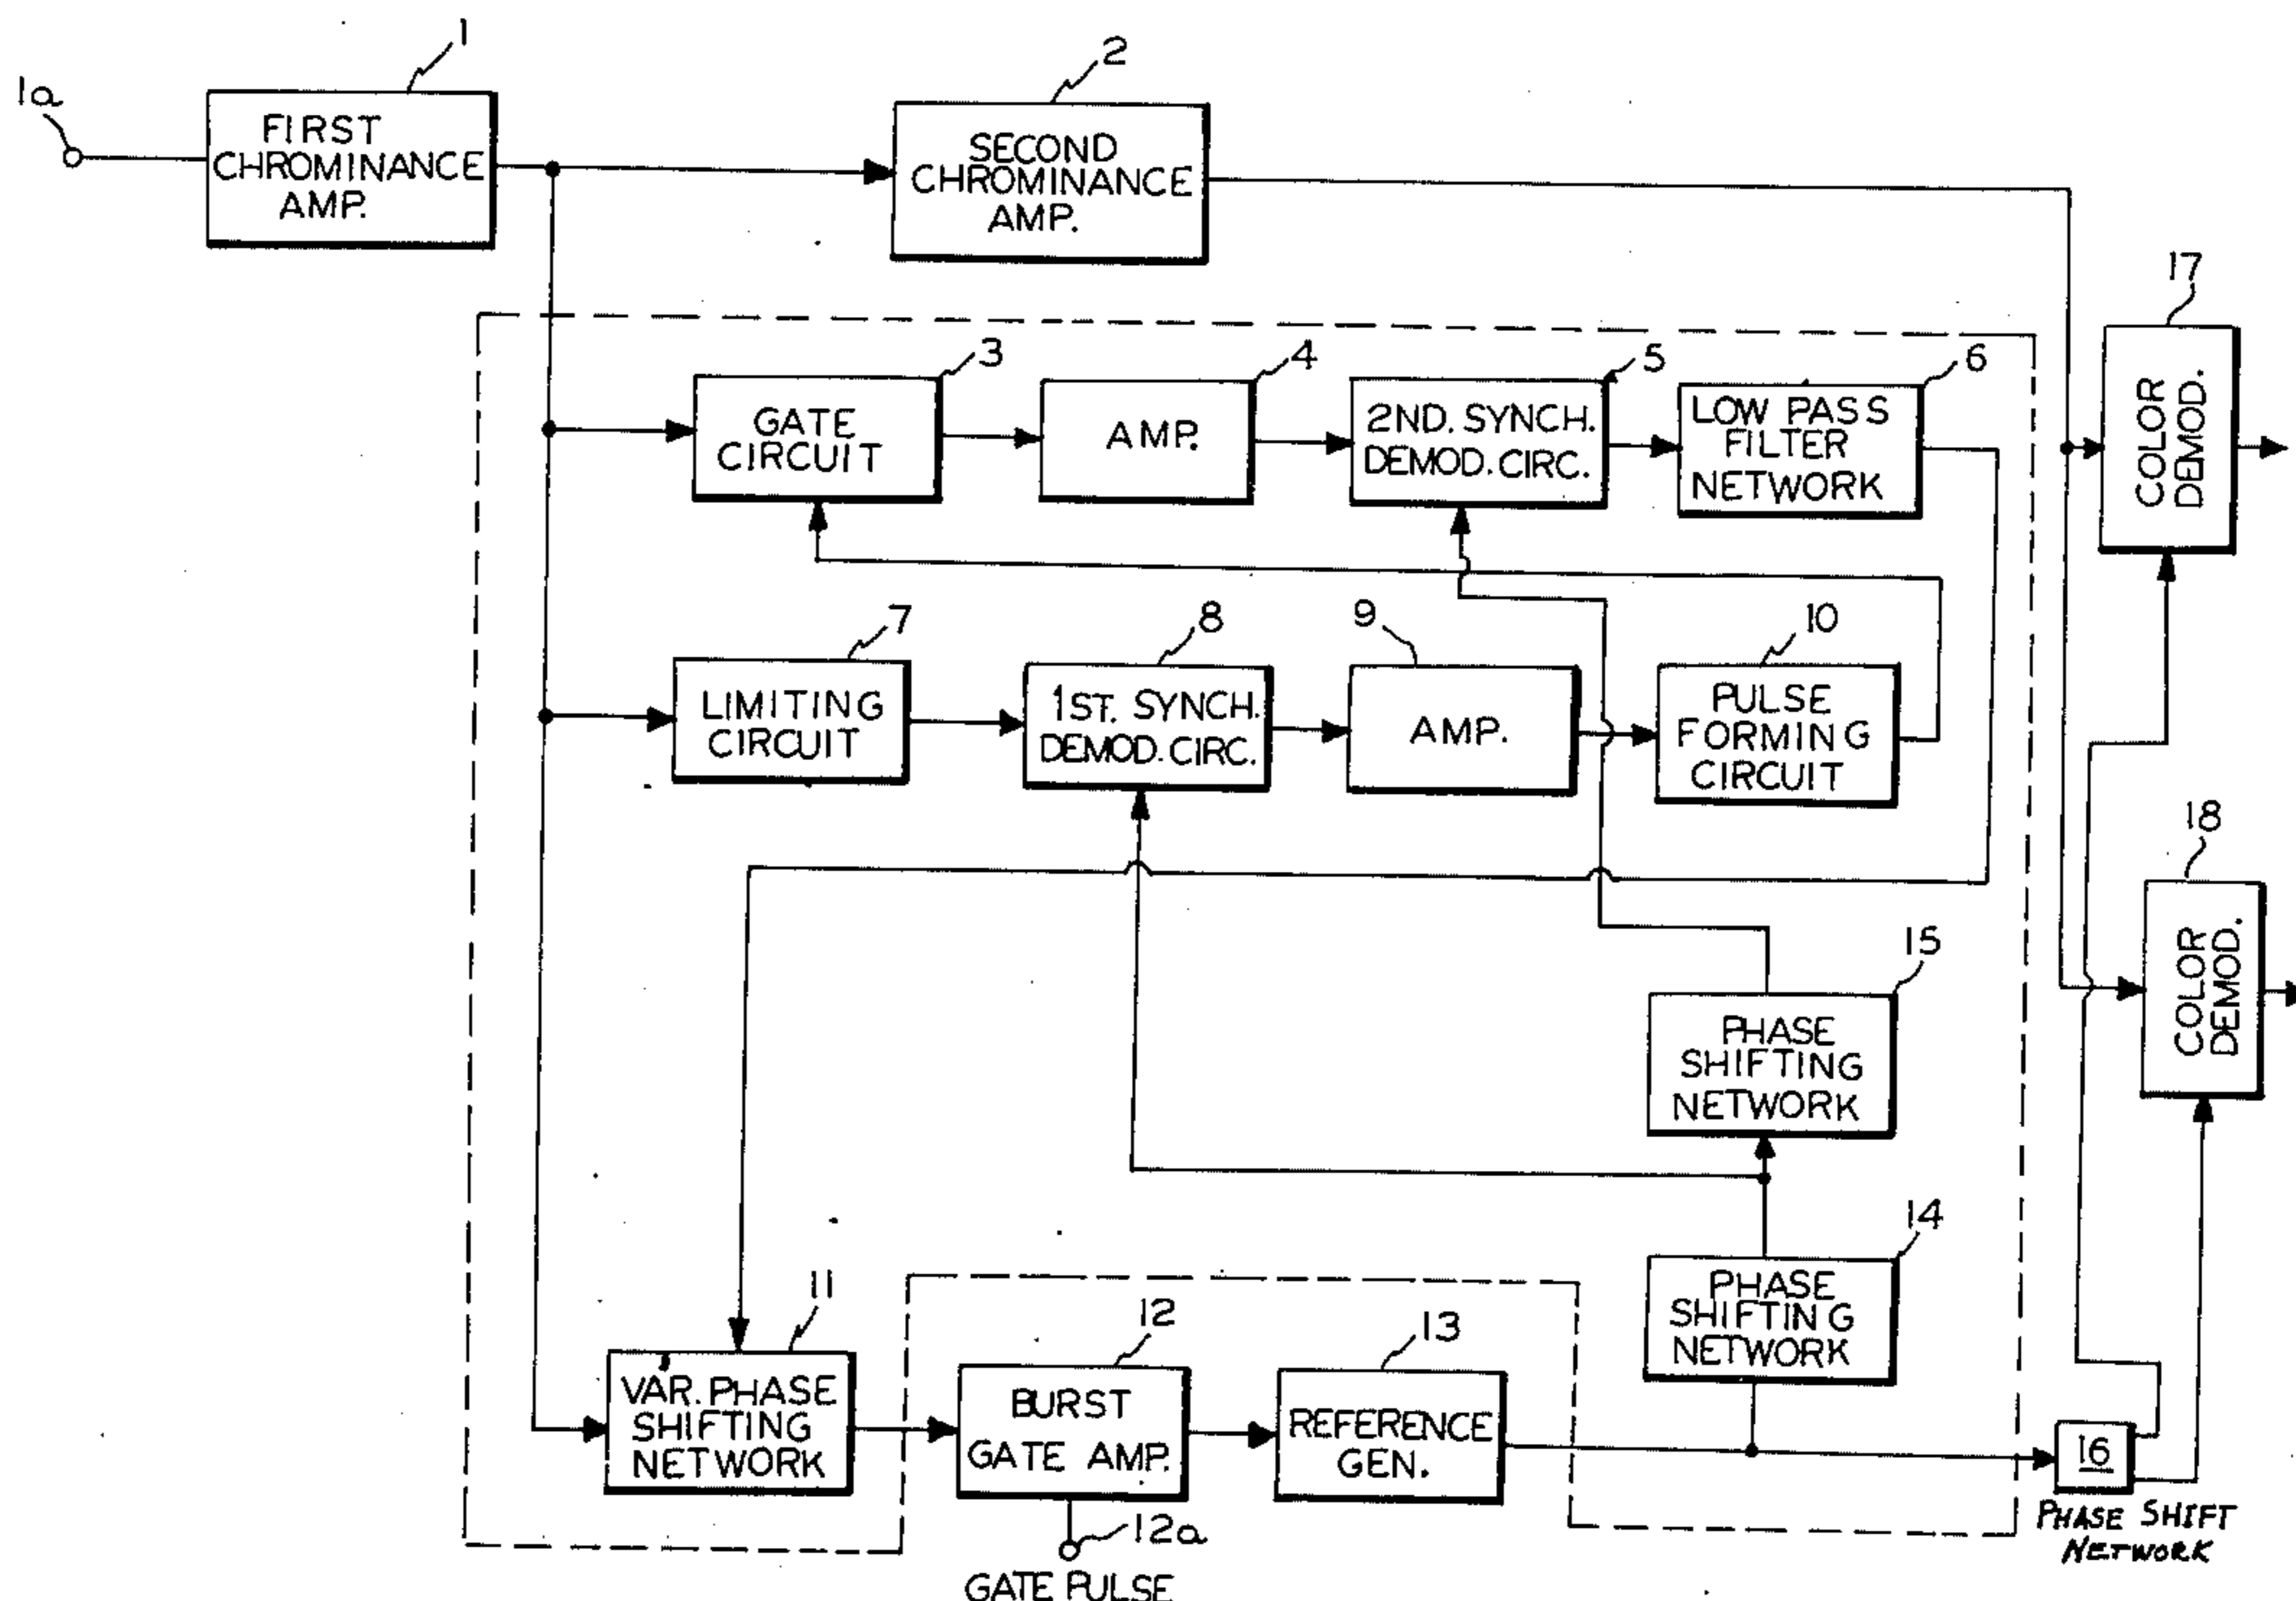 1
1a
FIRST
CHROMINANCE
AMP.
2
SECOND
CHROMINANCE
AMP.
17
COLOR
DEMOD.
3
GATE
CIRCUIT
4
AMP.
5
2ND. SYNCH.
DEMOD. CIRC.
6
LOW PASS
FILTER
NETWORK
7
LIMITING
CIRCUIT
8
1ST. SYNCH.
DEMOD. CIRC.
9
AMP.
10
PULSE
FORMING
CIRCUIT
18
COLOR
DEMOD.
15
PHASE
SHIFTING
NETWORK
14
PHASE
SHIFTING
NETWORK
11
VAR. PHASE
SHIFTING
NETWORK
12
BURST
GATE AMP.
12a
GATE PULSE
13
REFERENCE
GEN.
16
PHASE SHIFT
NETWORK